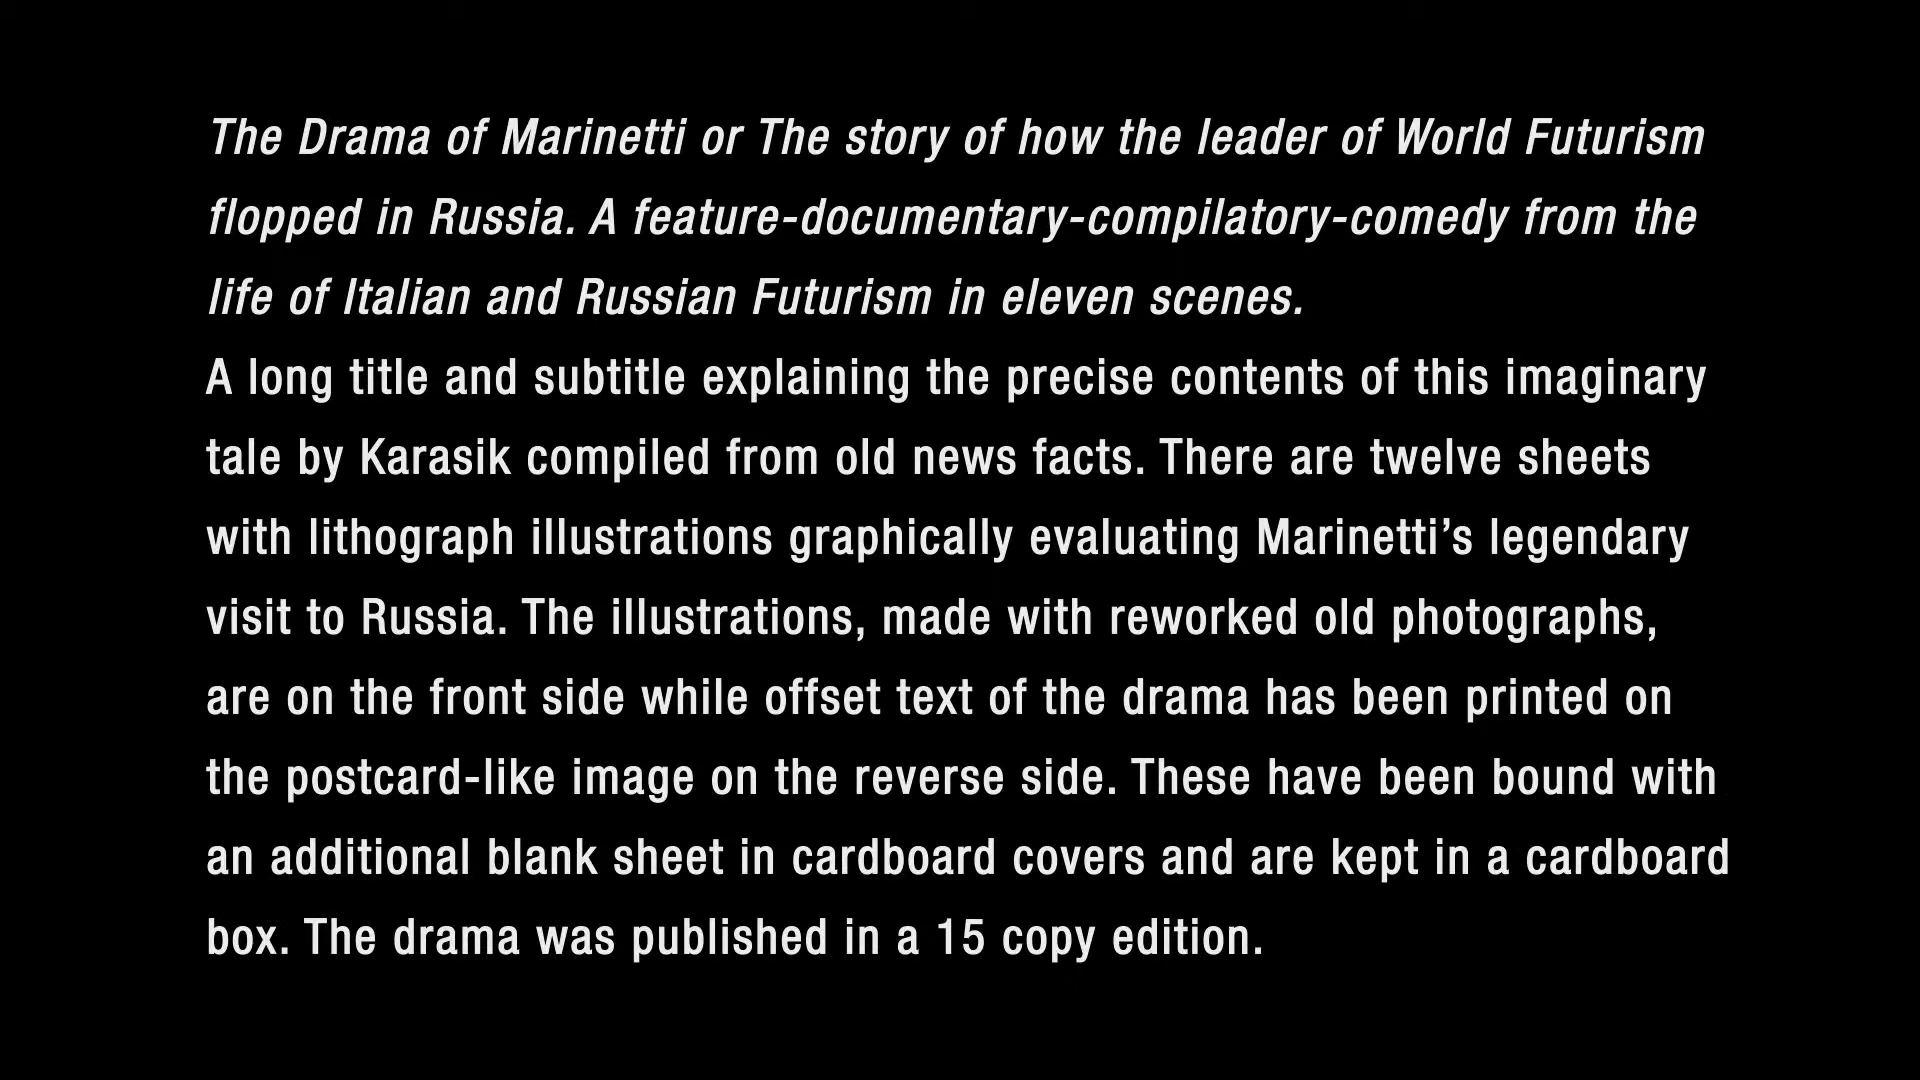 The Drama of Marinetti or The story of how the leader of World Futurism
flopped in Russia. A feature-documentary-compilatory-comedy from the
life of Italian and Russian Futurism in eleven scenes.
A long title and subtitle explaining the precise contents of this imaginary
tale by Karasik compiled from old news facts. There are twelve sheets
with lithograph illustrations graphically evaluating Marinetti’s legendary
visit to Russia. The illustrations, made with reworked old photographs,
are on the front side while offset text of the drama has been printed on
the postcard-like image on the reverse side. These have been bound with
an additional blank sheet in cardboard covers and are kept in a cardboard
box. The drama was published in a 15 copy edition.